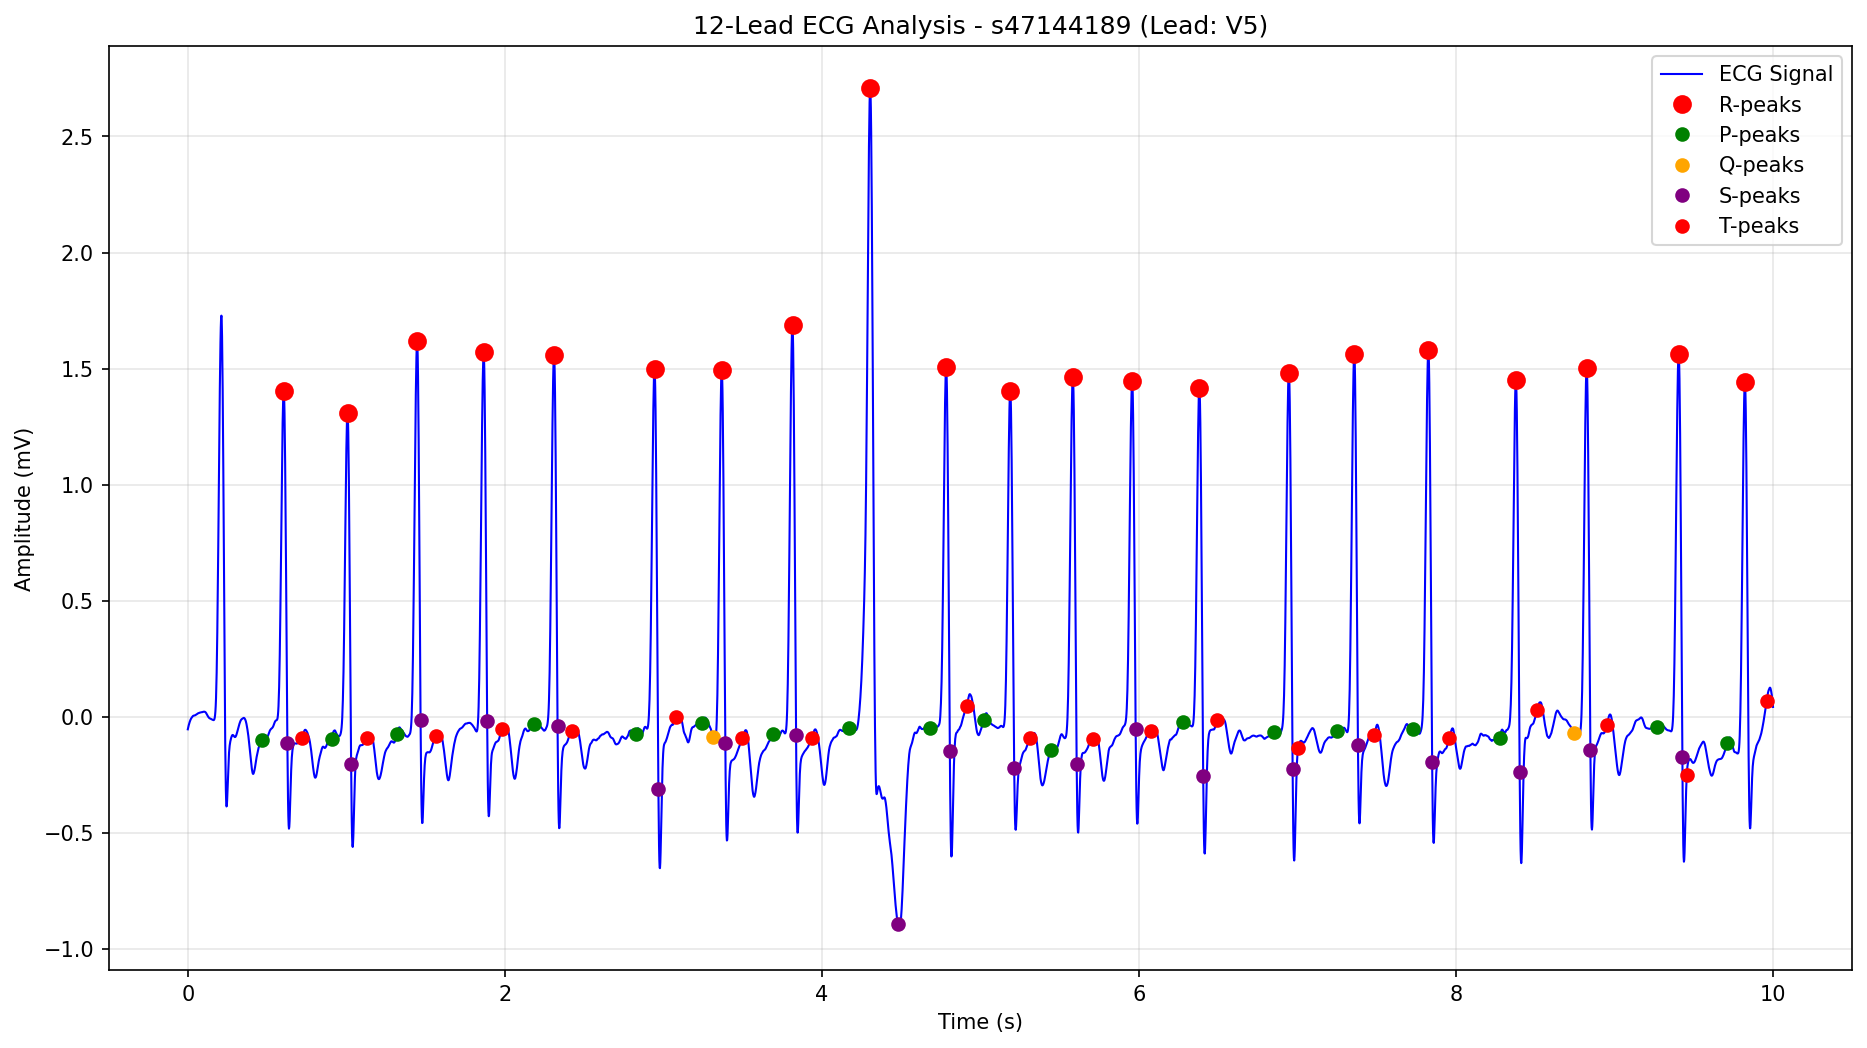 12-Lead ECG Analysis - s47144189 (Lead: V5)
ECG Signal
R-peaks
P-peaks
Q-peaks
S-peaks
T-peaks
Amplitude (mV)
2.5
2.0
1.5
1.0
0.5
0.0
−0.5
−1.0
0 2 4 6 8 10
Time (s)